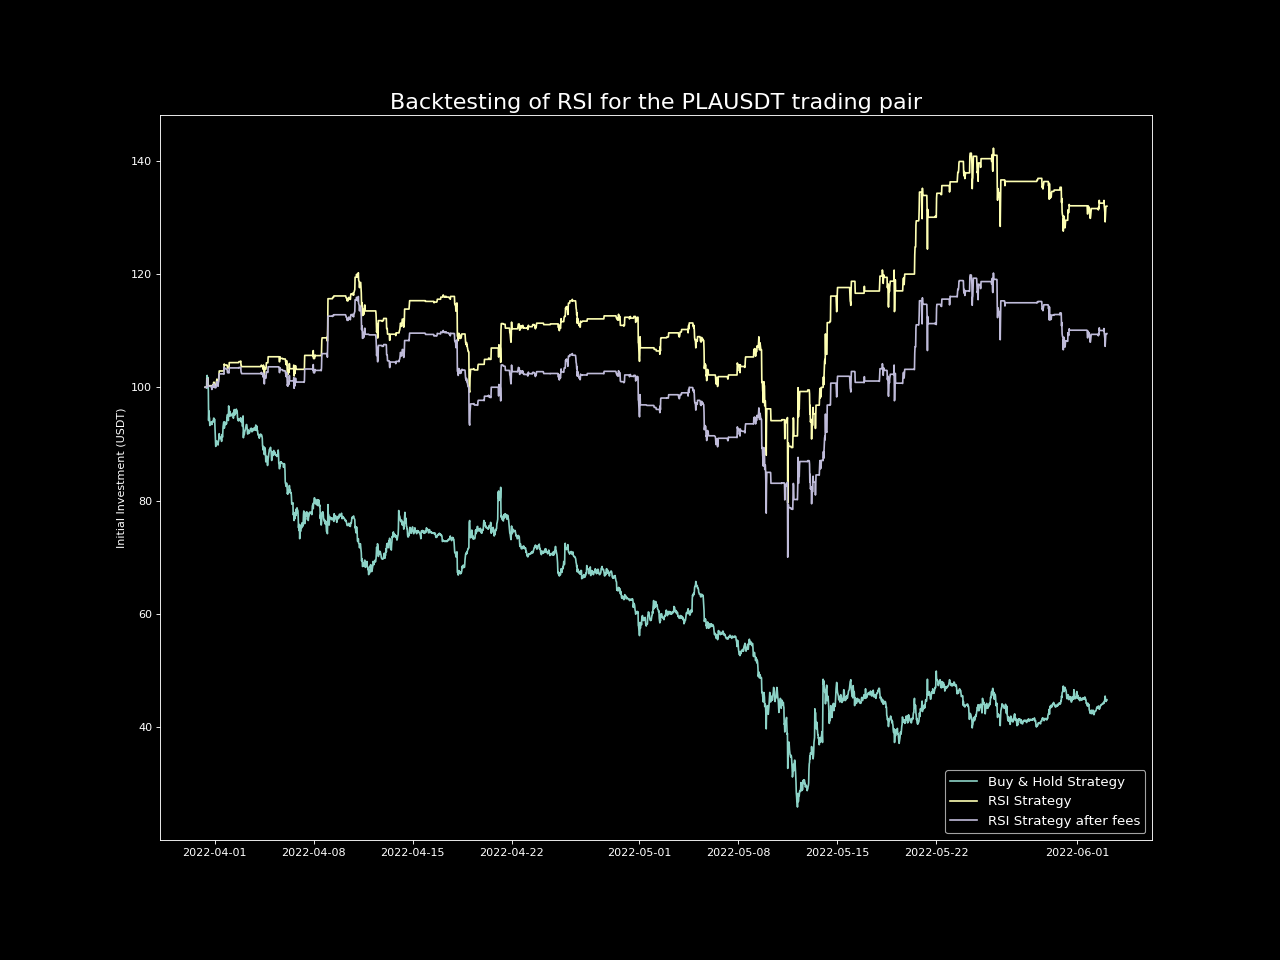 Backtesting of RSI for the PLAUSDT trading pair
Initial Investment (USDT)
140
120
100
80
60
40
2022-04-01 2022-04-08 2022-04-15 2022-04-22 2022-05-01 2022-05-08 2022-05-15 2022-05-22 2022-06-01
Buy & Hold Strategy
RSI Strategy
RSI Strategy after fees